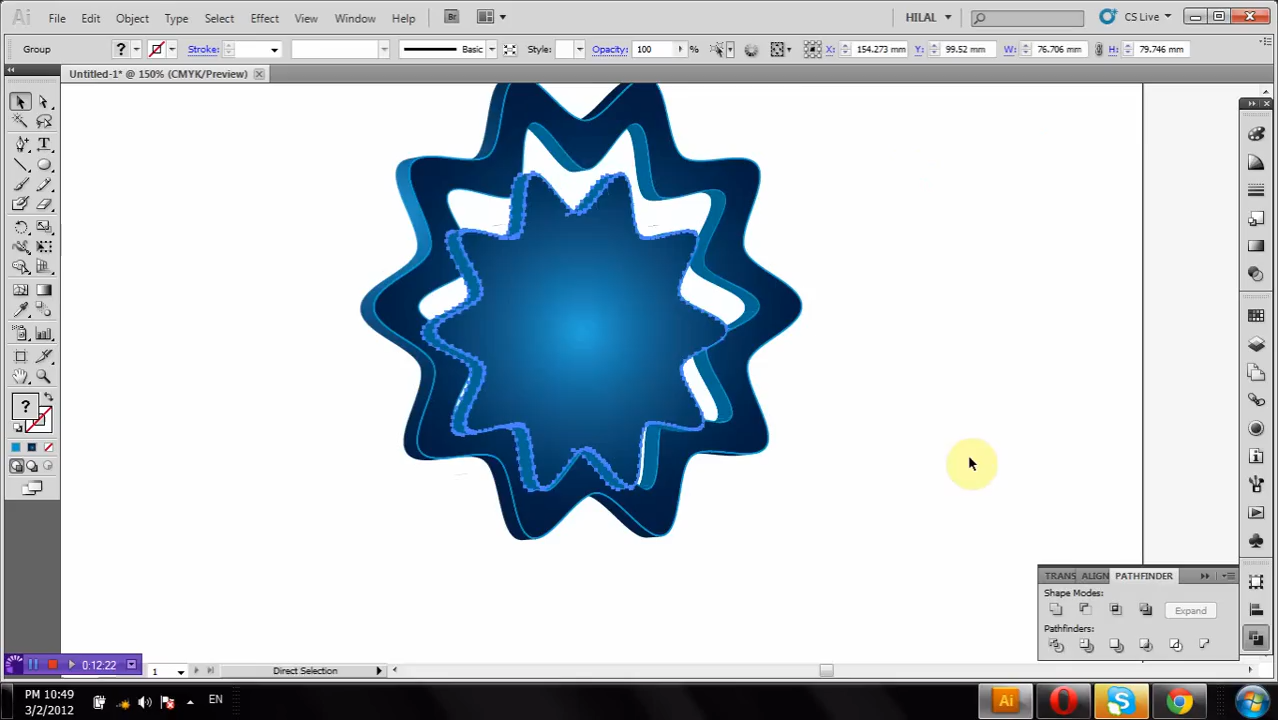 Ai File Edit Object Type Select Effect View Window Help Br HILAL CS Live
Group ? Stroke: Basic Style: Opacity: 100 % X: 154.273 mm Y: 99.52 mm W: 76.706 mm H: 79.746 mm
Untitled-1* @ 150% (CMYK/Preview)
T
?
TRANS ALIGN PATHFINDER
Shape Modes:
Expand
Pathfinders:
0:12:22 1 Direct Selection
PM 10:49 EN Ai
3/2/2012